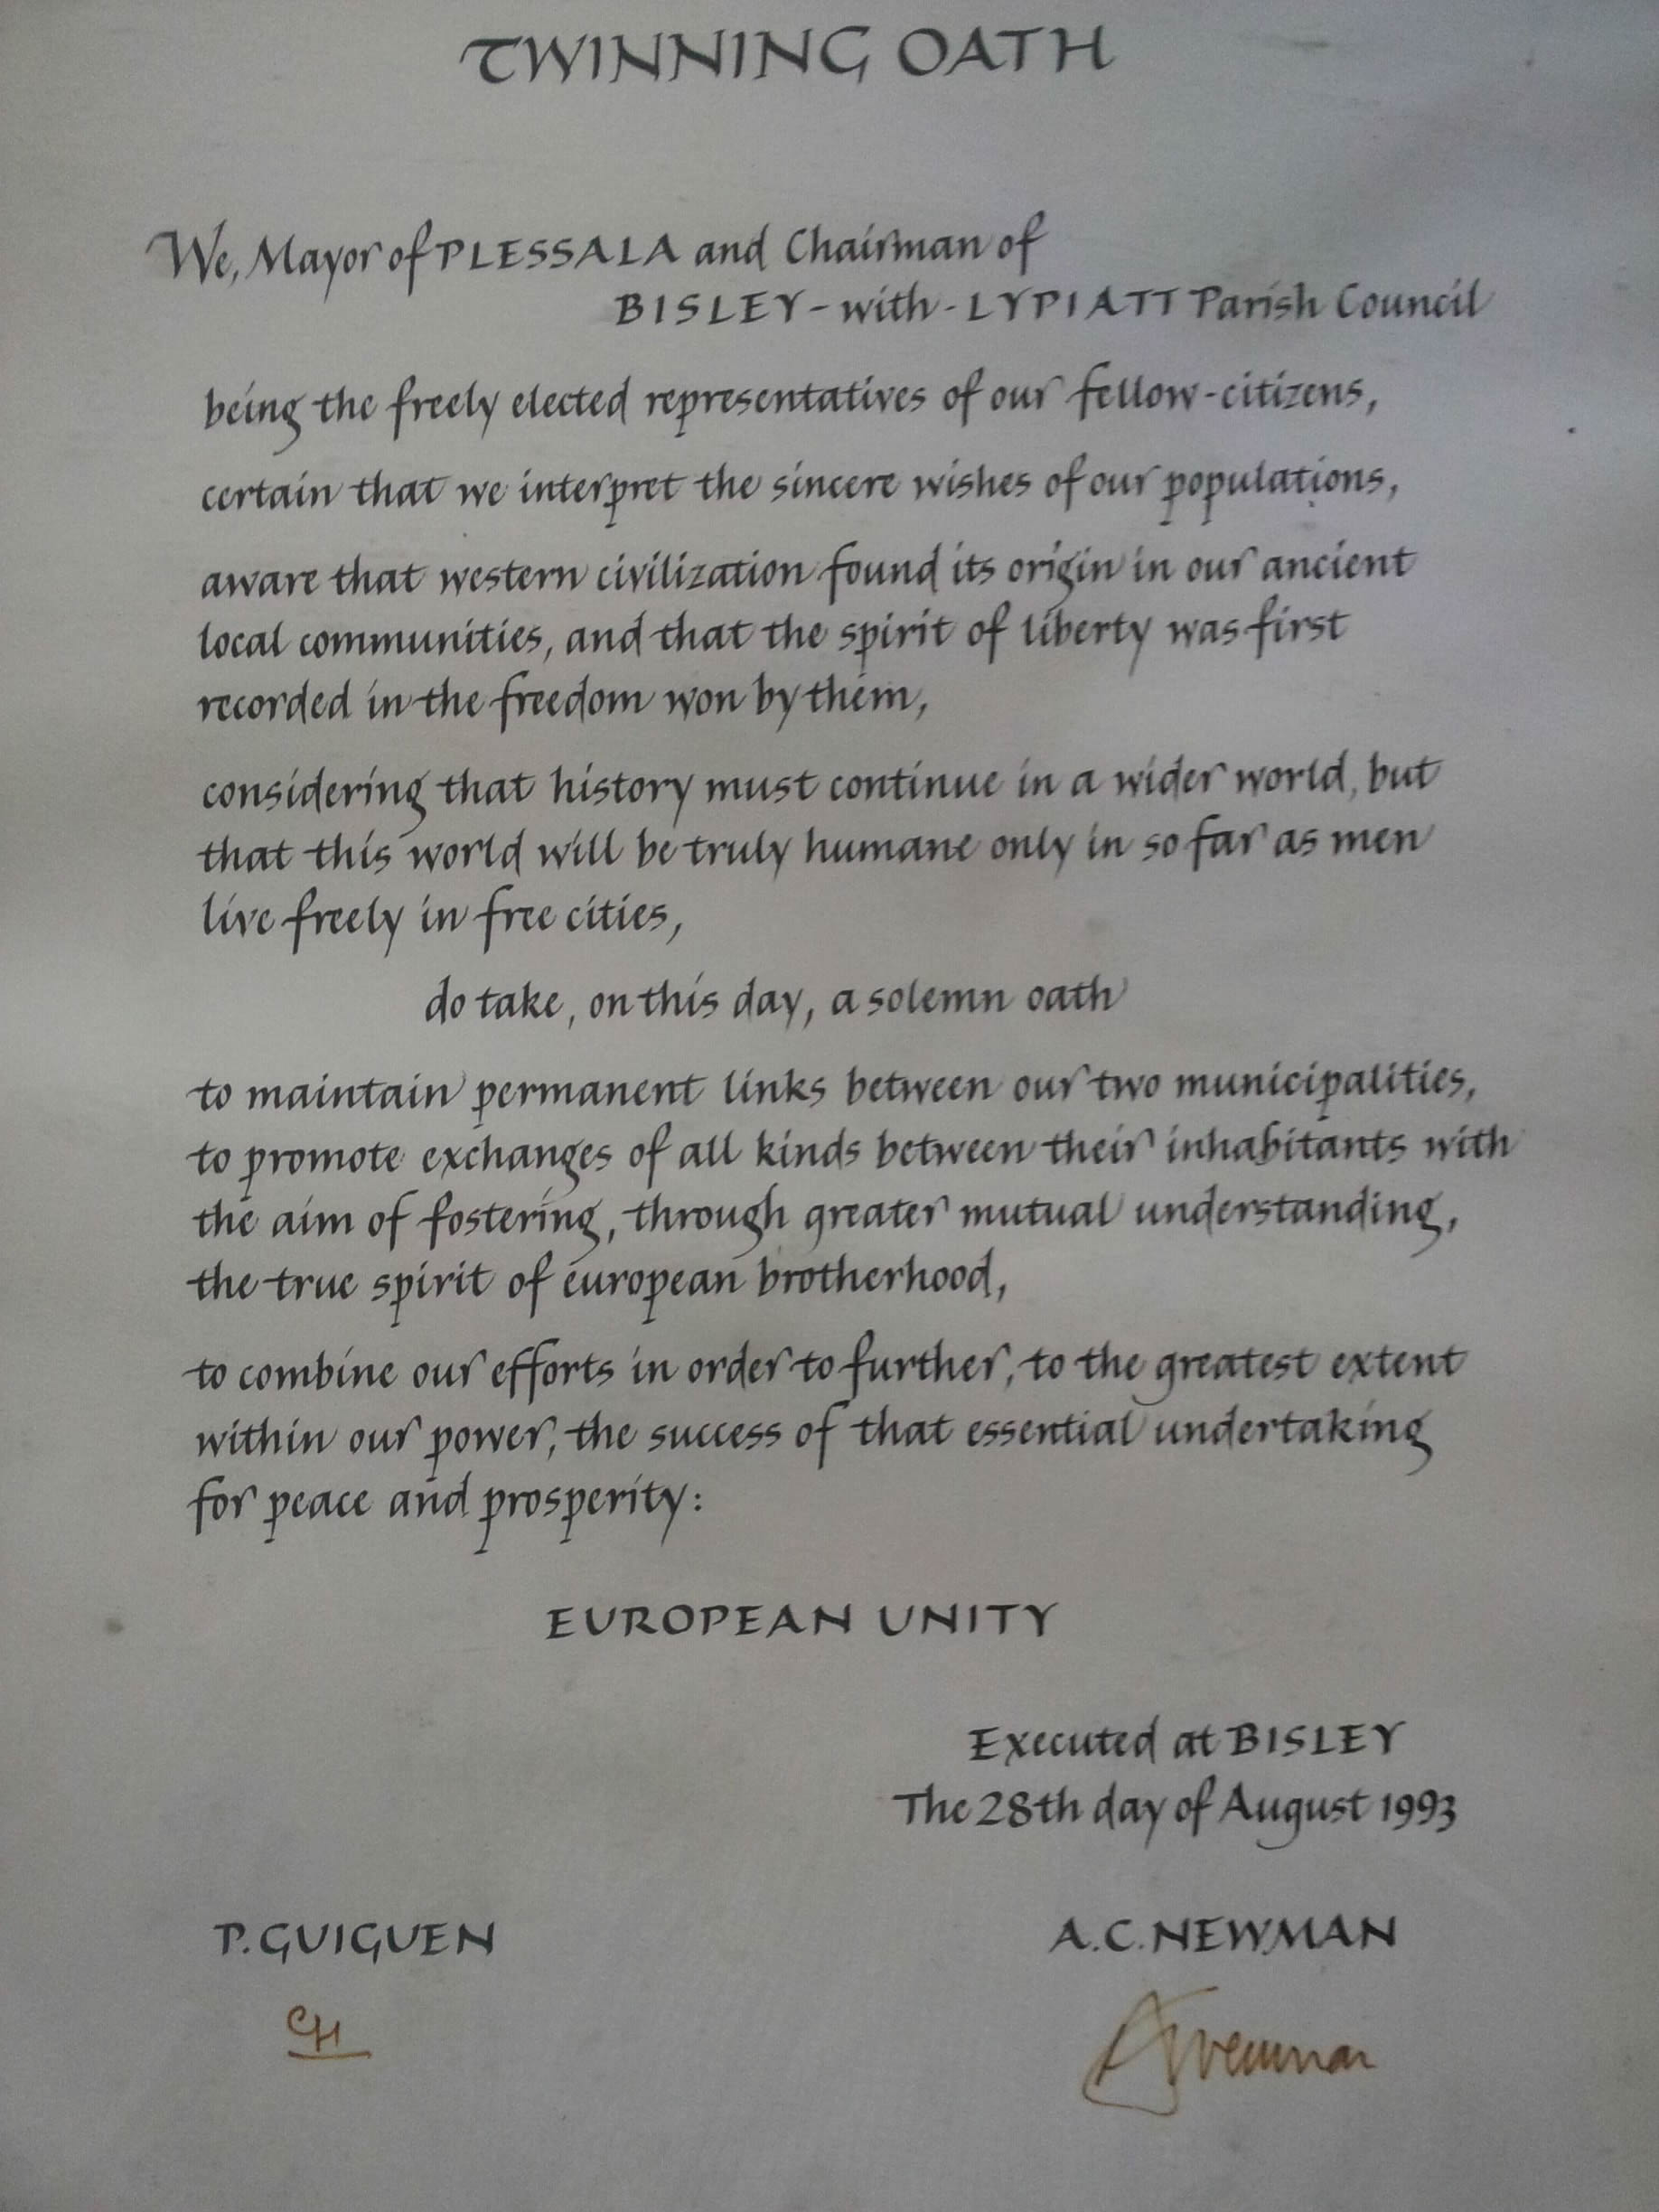 TWINNING OATH
We, Mayor of PLESSALA and Chairman of
BISLEY - with - LYPIATT Parish Council
being the freely elected representatives of our fellow-citizens,
certain that we interpret the sincere wishes of our populations,
aware that western civilization found its origin in our ancient
local communities, and that the spirit of liberty was first
recorded in the freedom won by them,
considering that history must continue in a wider world, but
that this world will be truly humane only in so far as men
live freely in free cities,
do take, on this day, a solemn oath
to maintain permanent links between our two municipalities,
to promote exchanges of all kinds between their inhabitants with
the aim of fostering, through greater mutual understanding,
the true spirit of european brotherhood,
to combine our efforts in order to further, to the greatest extent
within our power, the success of that essential undertaking
for peace and prosperity:
EUROPEAN UNITY
Executed at BISLEY
The 28th day of August 1993
P. GUIGUEN A.C. NEWMAN
Newman